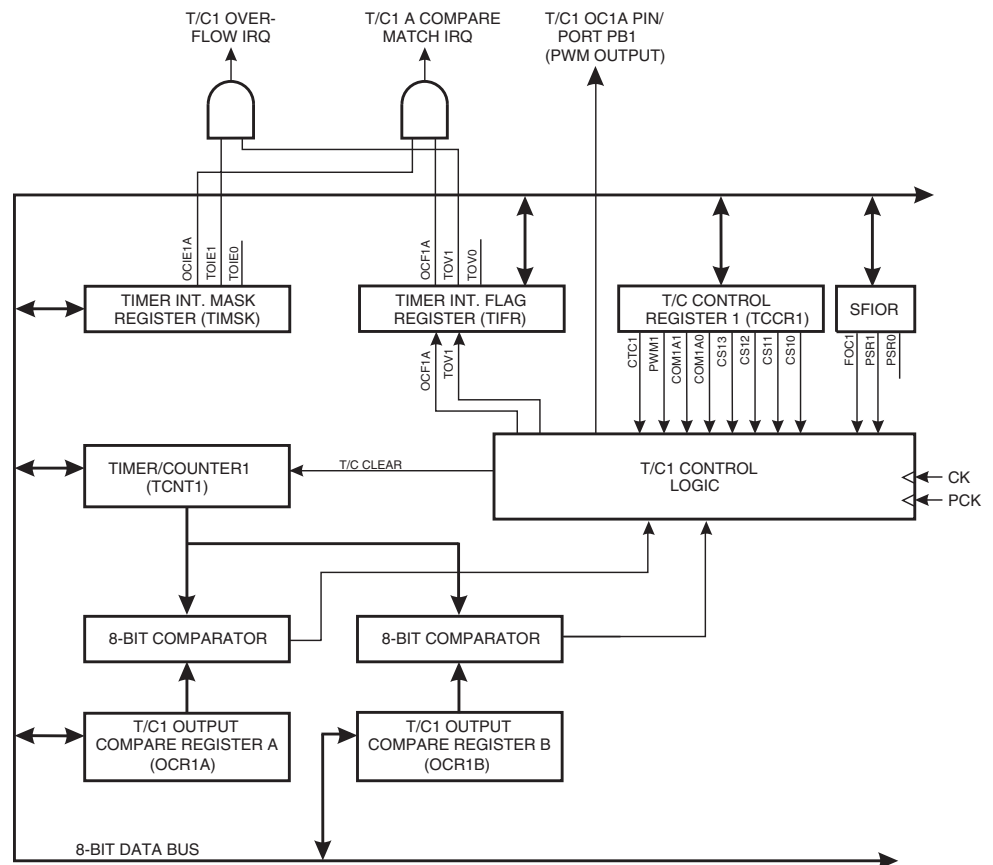 T/C1 OVER-
FLOW IRQ
T/C1 A COMPARE
MATCH IRQ
T/C1 OC1A PIN/
PORT PB1
(PWM OUTPUT)
OCIE1A
TOIE1
TOIE0
OCF1A
TOV1
TOV0
TIMER INT. MASK
REGISTER (TIMSK)
TIMER INT. FLAG
REGISTER (TIFR)
T/C CONTROL
REGISTER 1 (TCCR1)
SFIOR
OCF1A
TOV1
CTC1
PWM1
COM1A1
COM1A0
CS13
CS12
CS11
CS10
FOC1
PSR1
PSR0
TIMER/COUNTER1
(TCNT1)
T/C CLEAR
T/C1 CONTROL
LOGIC
CK
PCK
8-BIT COMPARATOR
8-BIT COMPARATOR
T/C1 OUTPUT
COMPARE REGISTER A
(OCR1A)
T/C1 OUTPUT
COMPARE REGISTER B
(OCR1B)
8-BIT DATA BUS